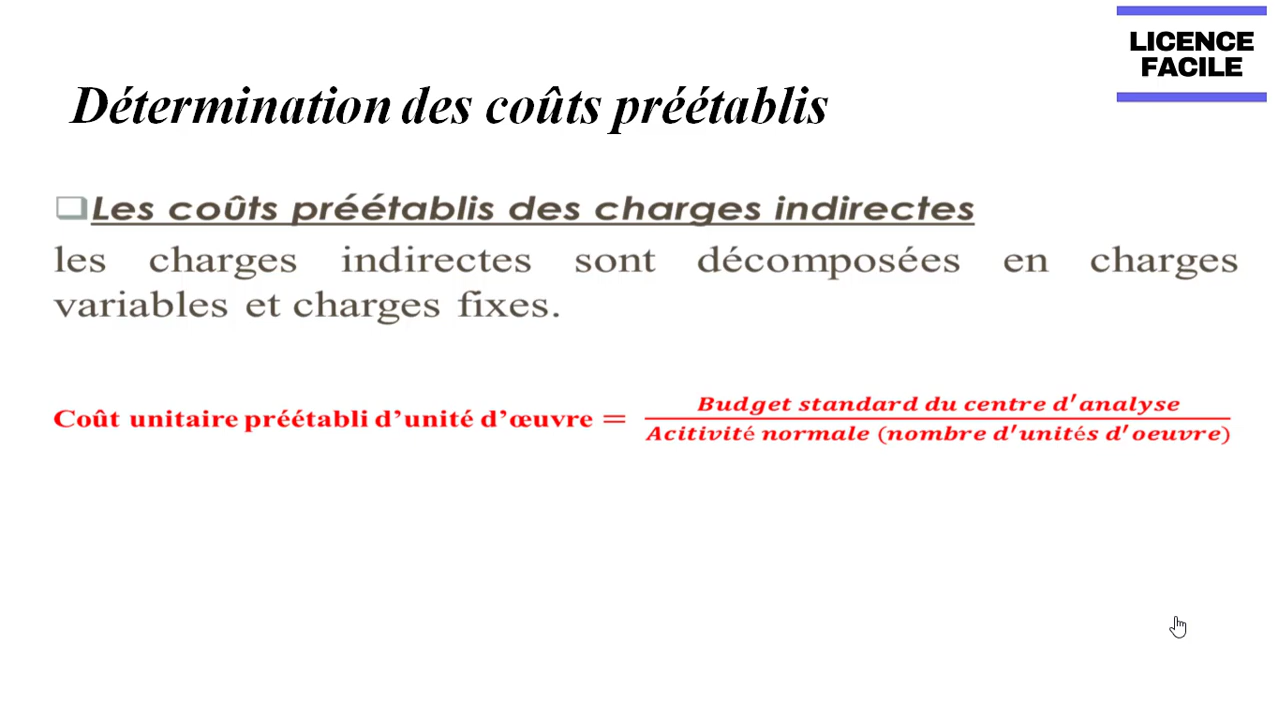 LICENCE
FACILE
Détermination des coûts préétablis
Les coûts préétablis des charges indirectes
les charges indirectes sont décomposées en charges
variables et charges fixes.
Coût unitaire préétabli d’unité d’œuvre = Budget standard du centre d'analyse
Acitivité normale (nombre d'unités d'oeuvre)